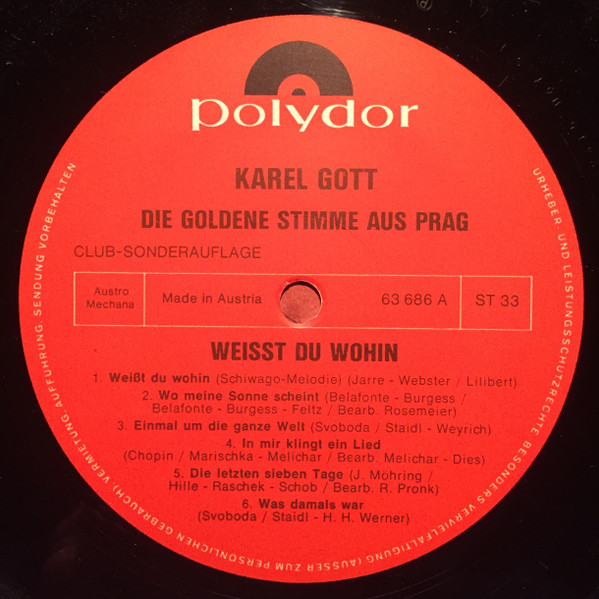 polydor
KAREL GOTT
DIE GOLDENE STIMME AUS PRAG
CLUB-SONDERAUFLAGE
Austro
Mechana
Made in Austria
63 686 A
ST 33
WEISST DU WOHIN
1. Weißt du wohin (Schiwago-Melodie) (Jarre - Webster / Lilibert)
2. Wo meine Sonne scheint (Belafonte - Burgess /
Belafonte - Burgess - Feltz / Bearb. Rosemeier)
3. Einmal um die ganze Welt (Svoboda / Staidl - Weyrich)
4. In mir klingt ein Lied
(Chopin / Marischka - Melichar / Bearb. Melichar - Dies)
5. Die letzten sieben Tage (J. Möhring /
Hille - Raschek - Schob / Bearb. R. Pronk)
6. Was damals war
(Svoboda / Staidl - H. H. Werner)
URHEBER- UND LEISTUNGSSCHUTZRECHTE, BESONDERS VERVIELFÄLTIGUNG (AUSSER ZUM PERSÖNLICHEN GEBRAUCH), VERMIETUNG, AUFFÜHRUNG, SENDUNG VORBEHALTEN